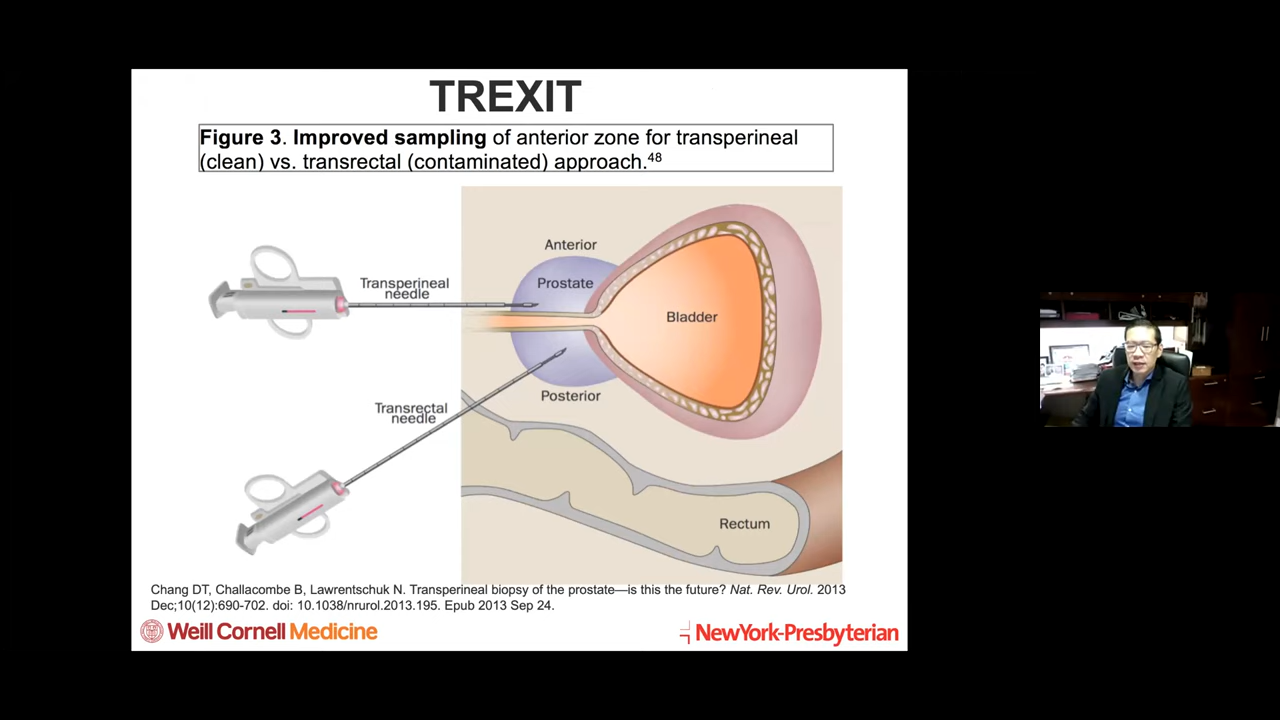 TREXIT
Figure 3. Improved sampling of anterior zone for transperineal
(clean) vs. transrectal (contaminated) approach.48
Anterior
Transperineal
needle
Prostate
Bladder
Transrectal
needle
Posterior
Rectum
Chang DT, Challacombe B, Lawrentschuk N. Transperineal biopsy of the prostate—is this the future? Nat. Rev. Urol. 2013
Dec;10(12):690-702. doi: 10.1038/nrurol.2013.195. Epub 2013 Sep 24.
Weill Cornell Medicine
NewYork-Presbyterian